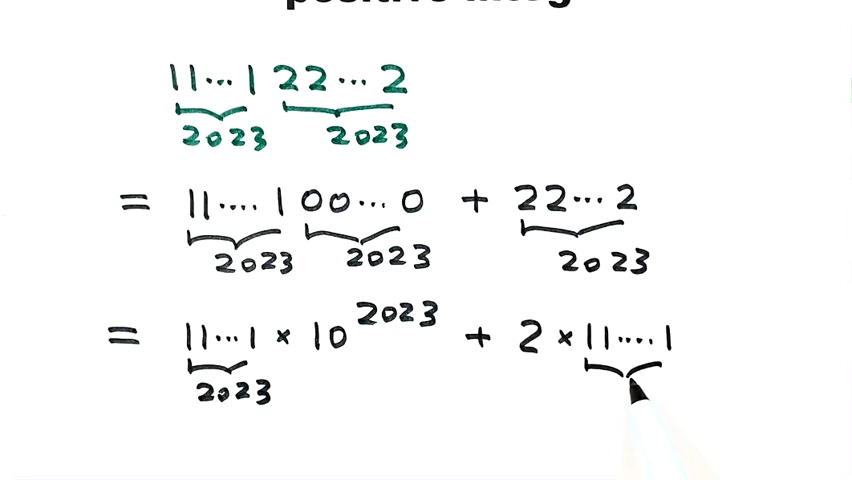 11...1 22...2
2023 2023
= 11....1 00...0 + 22...2
2023 2023 2023
= 11...1 × 10^2023 + 2 × 11....1
2023